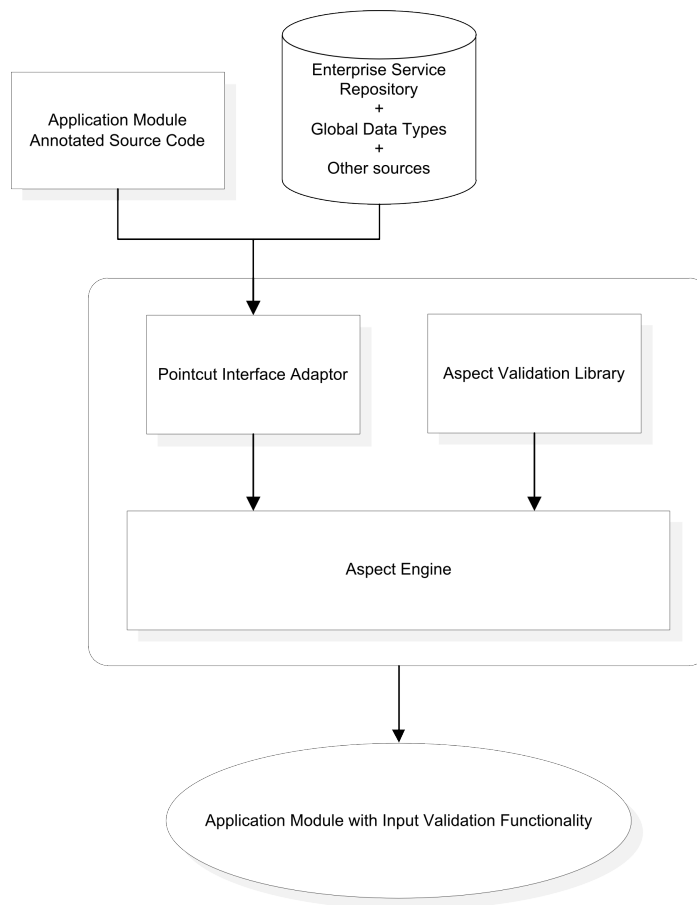 Application Module
Annotated Source Code
Enterprise Service
Repository
+
Global Data Types
+
Other sources
Pointcut Interface Adaptor
Aspect Validation Library
Aspect Engine
Application Module with Input Validation Functionality